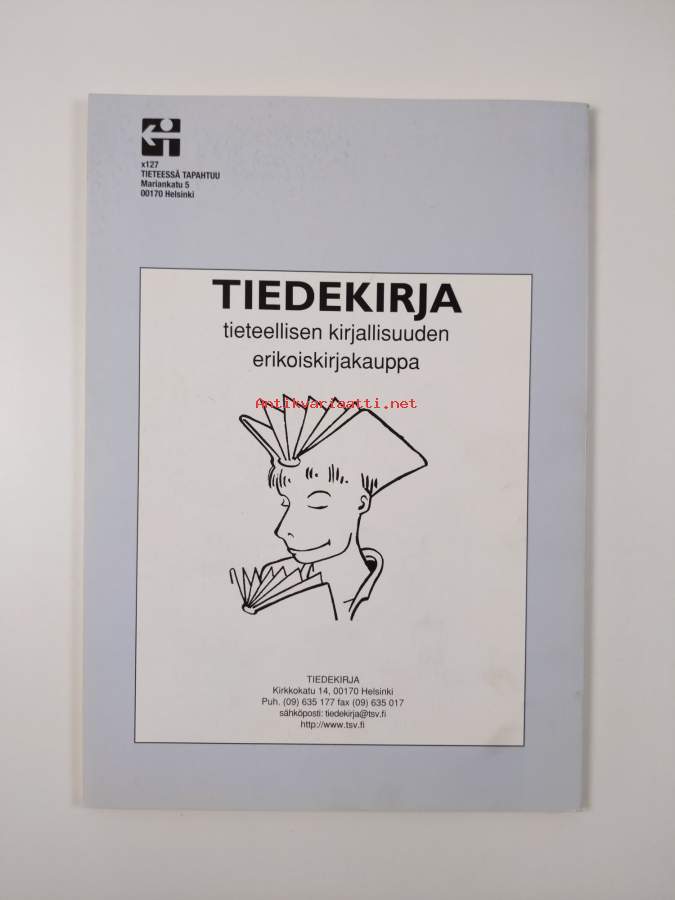 x127
TIETEESSÄ TAPAHTUU
Mariankatu 5
00170 Helsinki
TIEDEKIRJA
tieteellisen kirjallisuuden
erikoiskirjakauppa
Antikvariaatti.net
TIEDEKIRJA
Kirkkokatu 14, 00170 Helsinki
Puh. (09) 635 177 fax (09) 635 017
sähköposti: tiedekirja@tsv.fi
http://www.tsv.fi